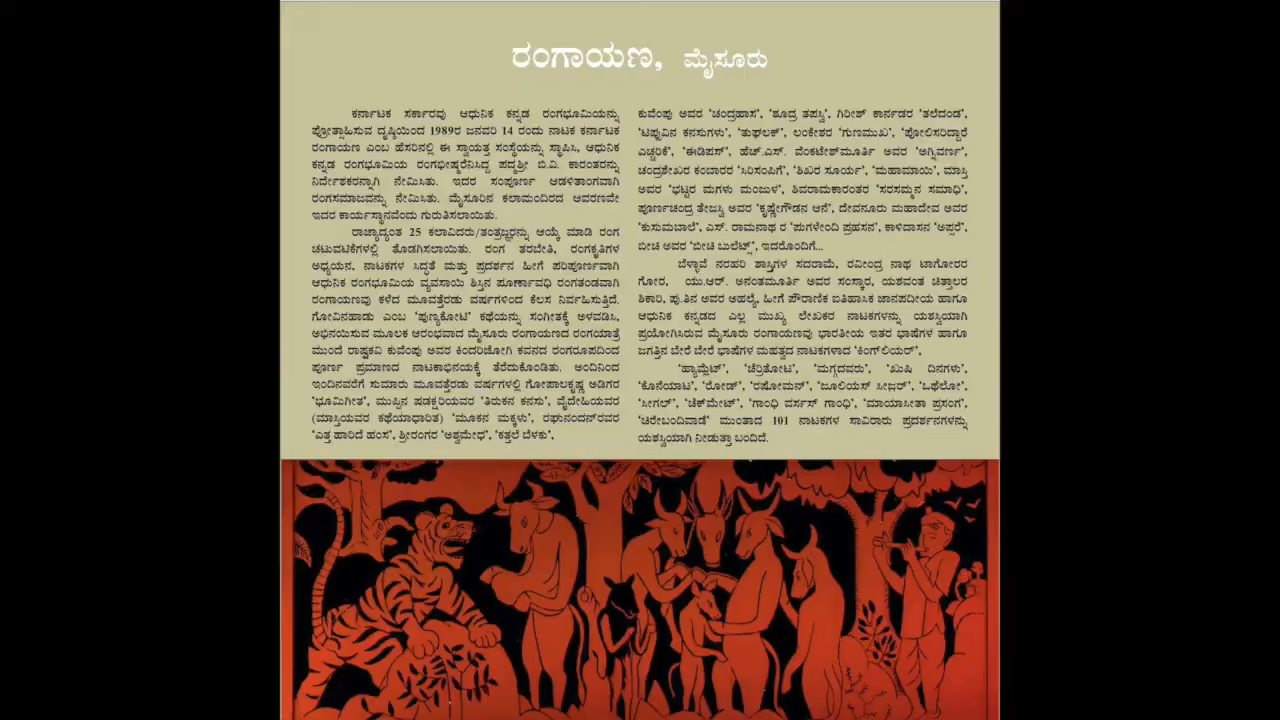 ರಂಗಾಯಣ, ಮೈಸೂರು
ಕರ್ನಾಟಕ ಸರ್ಕಾರವು ಆಧುನಿಕ ಕನ್ನಡ ರಂಗಭೂಮಿಯನ್ನು
ಪ್ರೋತ್ಸಾಹಿಸುವ ದೃಷ್ಠಿಯಿಂದ 1989ರ ಜನವರಿ 14 ರಂದು ನಾಟಕ ಕರ್ನಾಟಕ
ರಂಗಾಯಣ ಎಂಬ ಹೆಸರಿನಲ್ಲಿ ಈ ಸ್ವಾಯತ್ತ ಸಂಸ್ಥೆಯನ್ನು ಸ್ಥಾಪಿಸಿ, ಆಧುನಿಕ
ಕನ್ನಡ ರಂಗಭೂಮಿಯ ರಂಗಭೀಷ್ಮರೆನಿಸಿದ್ದ ಪದ್ಮಶ್ರೀ ಬಿ.ವಿ. ಕಾರಂತರನ್ನು
ನಿರ್ದೇಶಕರನ್ನಾಗಿ ನೇಮಿಸಿತು. ಇದರ ಸಂಪೂರ್ಣ ಆಡಳಿತಾಂಗವಾಗಿ
ರಂಗಸಮಾಜವನ್ನು ನೇಮಿಸಿತು. ಮೈಸೂರಿನ ಕಲಾಮಂದಿರದ ಆವರಣವೇ
ಇದರ ಕಾರ್ಯಸ್ಥಾನವೆಂದು ಗುರುತಿಸಲಾಯಿತು.
ರಾಜ್ಯಾದ್ಯಂತ 25 ಕಲಾವಿದರು/ತಂತ್ರಜ್ಞರನ್ನು ಆಯ್ಕೆ ಮಾಡಿ ರಂಗ
ಚಟುವಟಿಕೆಗಳಲ್ಲಿ ತೊಡಗಿಸಲಾಯಿತು. ರಂಗ ತರಬೇತಿ, ರಂಗಕೃತಿಗಳ
ಅಧ್ಯಯನ, ನಾಟಕಗಳ ಸಿದ್ಧತೆ ಮತ್ತು ಪ್ರದರ್ಶನ ಹೀಗೆ ಪರಿಪೂರ್ಣವಾಗಿ
ಆಧುನಿಕ ರಂಗಭೂಮಿಯ ವ್ಯವಸಾಯಿ ಶಿಸ್ತಿನ ಪೂರ್ಣಾವಧಿ ರಂಗತಂಡವಾಗಿ
ರಂಗಾಯಣವು ಕಳೆದ ಮೂವತ್ತೆರಡು ವರ್ಷಗಳಿಂದ ಕೆಲಸ ನಿರ್ವಹಿಸುತ್ತಿದೆ.
ಗೋವಿನಹಾಡು ಎಂಬ 'ಪುಣ್ಯಕೋಟಿ' ಕಥೆಯನ್ನು ಸಂಗೀತಕ್ಕೆ ಅಳವಡಿಸಿ,
ಅಭಿನಯಿಸುವ ಮೂಲಕ ಆರಂಭವಾದ ಮೈಸೂರು ರಂಗಾಯಣದ ರಂಗಯಾತ್ರೆ
ಮುಂದೆ ರಾಷ್ಟ್ರಕವಿ ಕುವೆಂಪು ಅವರ ಕಿಂದರಿಜೋಗಿ ಕವನದ ರಂಗರೂಪದಿಂದ
ಪೂರ್ಣ ಪ್ರಮಾಣದ ನಾಟಕಾಭಿನಯಕ್ಕೆ ತೆರೆದುಕೊಂಡಿತು. ಅಂದಿನಿಂದ
ಇಂದಿನವರೆಗೆ ಸುಮಾರು ಮೂವತ್ತೆರಡು ವರ್ಷಗಳಲ್ಲಿ ಗೋಪಾಲಕೃಷ್ಣ ಅಡಿಗರ
'ಭೂಮಿಗೀತ', ಮುಪ್ಪಿನ ಷಡಕ್ಷರಿಯವರ 'ತಿರುಕನ ಕನಸು', ವೈದೇಹಿಯವರ
(ಮಾಸ್ತಿಯವರ ಕಥೆಯಾಧಾರಿತ) 'ಮೂಕನ ಮಕ್ಕಳು', ರಘುನಂದನ್‌ರವರ
'ಎತ್ತ ಹಾರಿದೆ ಹಂಸ', ಶ್ರೀರಂಗರ 'ಅಶ್ವಮೇಧ', 'ಕತ್ತಲೆ ಬೆಳಕು',
ಕುವೆಂಪು ಅವರ 'ಚಂದ್ರಹಾಸ', 'ಶೂದ್ರ ತಪಸ್ವಿ', ಗಿರೀಶ್ ಕಾರ್ನಡರ 'ತಲೆದಂಡ',
'ಟಿಪ್ಪುವಿನ ಕನಸುಗಳು', 'ತುಘಲಕ್', ಲಂಕೇಶರ 'ಗುಣಮುಖ', 'ಪೋಲಿಸರಿದ್ದಾರೆ
ಎಚ್ಚರಿಕೆ', 'ಈಡಿಪಸ್', ಹೆಚ್.ಎಸ್. ವೆಂಕಟೇಶ್‌ಮೂರ್ತಿ ಅವರ 'ಅಗ್ನಿವರ್ಣ',
ಚಂದ್ರಶೇಖರ ಕಂಬಾರರ 'ಸಿರಿಸಂಪಿಗೆ', 'ಶಿಖರ ಸೂರ್ಯ', 'ಮಹಾಮಾಯಿ', ಮಾಸ್ತಿ
ಅವರ 'ಭಟ್ಟರ ಮಗಳು ಮಂಜುಳ', ಶಿವರಾಮಕಾರಂತರ 'ಸರಸಮ್ಮನ ಸಮಾಧಿ',
ಪೂರ್ಣಚಂದ್ರ ತೇಜಸ್ವಿ ಅವರ 'ಕೃಷ್ಣೇಗೌಡನ ಆನೆ', ದೇವನೂರು ಮಹಾದೇವ ಅವರ
'ಕುಸುಮಬಾಲೆ', ಎಸ್. ರಾಮನಾಥ ರ 'ಪುಗಳೇಂದಿ ಪ್ರಹಸನ', ಕಾಳಿದಾಸನ 'ಅಪ್ಸರೆ',
ಬೀಚಿ ಅವರ 'ಬೀಚಿ ಬುಲೆಟ್ಸ್', ಇದರೊಂದಿಗೆ...
ಬೆಳ್ಳಾವೆ ನರಹರಿ ಶಾಸ್ತ್ರಿಗಳ ಸದರಾಮೆ, ರವೀಂದ್ರ ನಾಥ ಟಾಗೋರರ
ಗೋರ, ಯು.ಆರ್. ಅನಂತಮೂರ್ತಿ ಅವರ ಸಂಸ್ಕಾರ, ಯಶವಂತ ಚಿತ್ತಾಲರ
ಶಿಕಾರಿ, ಪು.ತಿನ ಅವರ ಅಹಲ್ಯೆ, ಹೀಗೆ ಪೌರಾಣಿಕ ಐತಿಹಾಸಿಕ ಜಾನಪದೀಯ ಹಾಗೂ
ಆಧುನಿಕ ಕನ್ನಡದ ಎಲ್ಲ ಮುಖ್ಯ ಲೇಖಕರ ನಾಟಕಗಳನ್ನು ಯಶಸ್ವಿಯಾಗಿ
ಪ್ರಯೋಗಿಸಿರುವ ಮೈಸೂರು ರಂಗಾಯಣವು ಭಾರತೀಯ ಇತರ ಭಾಷೆಗಳ ಹಾಗೂ
ಜಗತ್ತಿನ ಬೇರೆ ಬೇರೆ ಭಾಷೆಗಳ ಮಹತ್ವದ ನಾಟಕಗಳಾದ 'ಕಿಂಗ್‌ಲಿಯರ್',
'ಹ್ಯಾಮ್ಲೆಟ್', 'ಚೆರ್ರಿತೋಟ', 'ಮಗ್ಗದವರು', 'ಖುಷಿ ದಿನಗಳು',
'ಕೊನೆಯಾಟ', 'ರೋಡ್', 'ರಷೋಮನ್', 'ಜೂಲಿಯಸ್ ಸೀಜರ್', 'ಒಥೆಲೋ',
'ಸೀಗಲ್', 'ಚೆಕ್‌ಮೇಟ್', 'ಗಾಂಧಿ ವರ್ಸಸ್ ಗಾಂಧಿ', 'ಮಾಯಾಸೀತಾ ಪ್ರಸಂಗ',
'ಚಿರೇಬಂದಿವಾಡೆ' ಮುಂತಾದ 101 ನಾಟಕಗಳ ಸಾವಿರಾರು ಪ್ರದರ್ಶನಗಳನ್ನು
ಯಶಸ್ವಿಯಾಗಿ ನೀಡುತ್ತಾ ಬಂದಿದೆ.